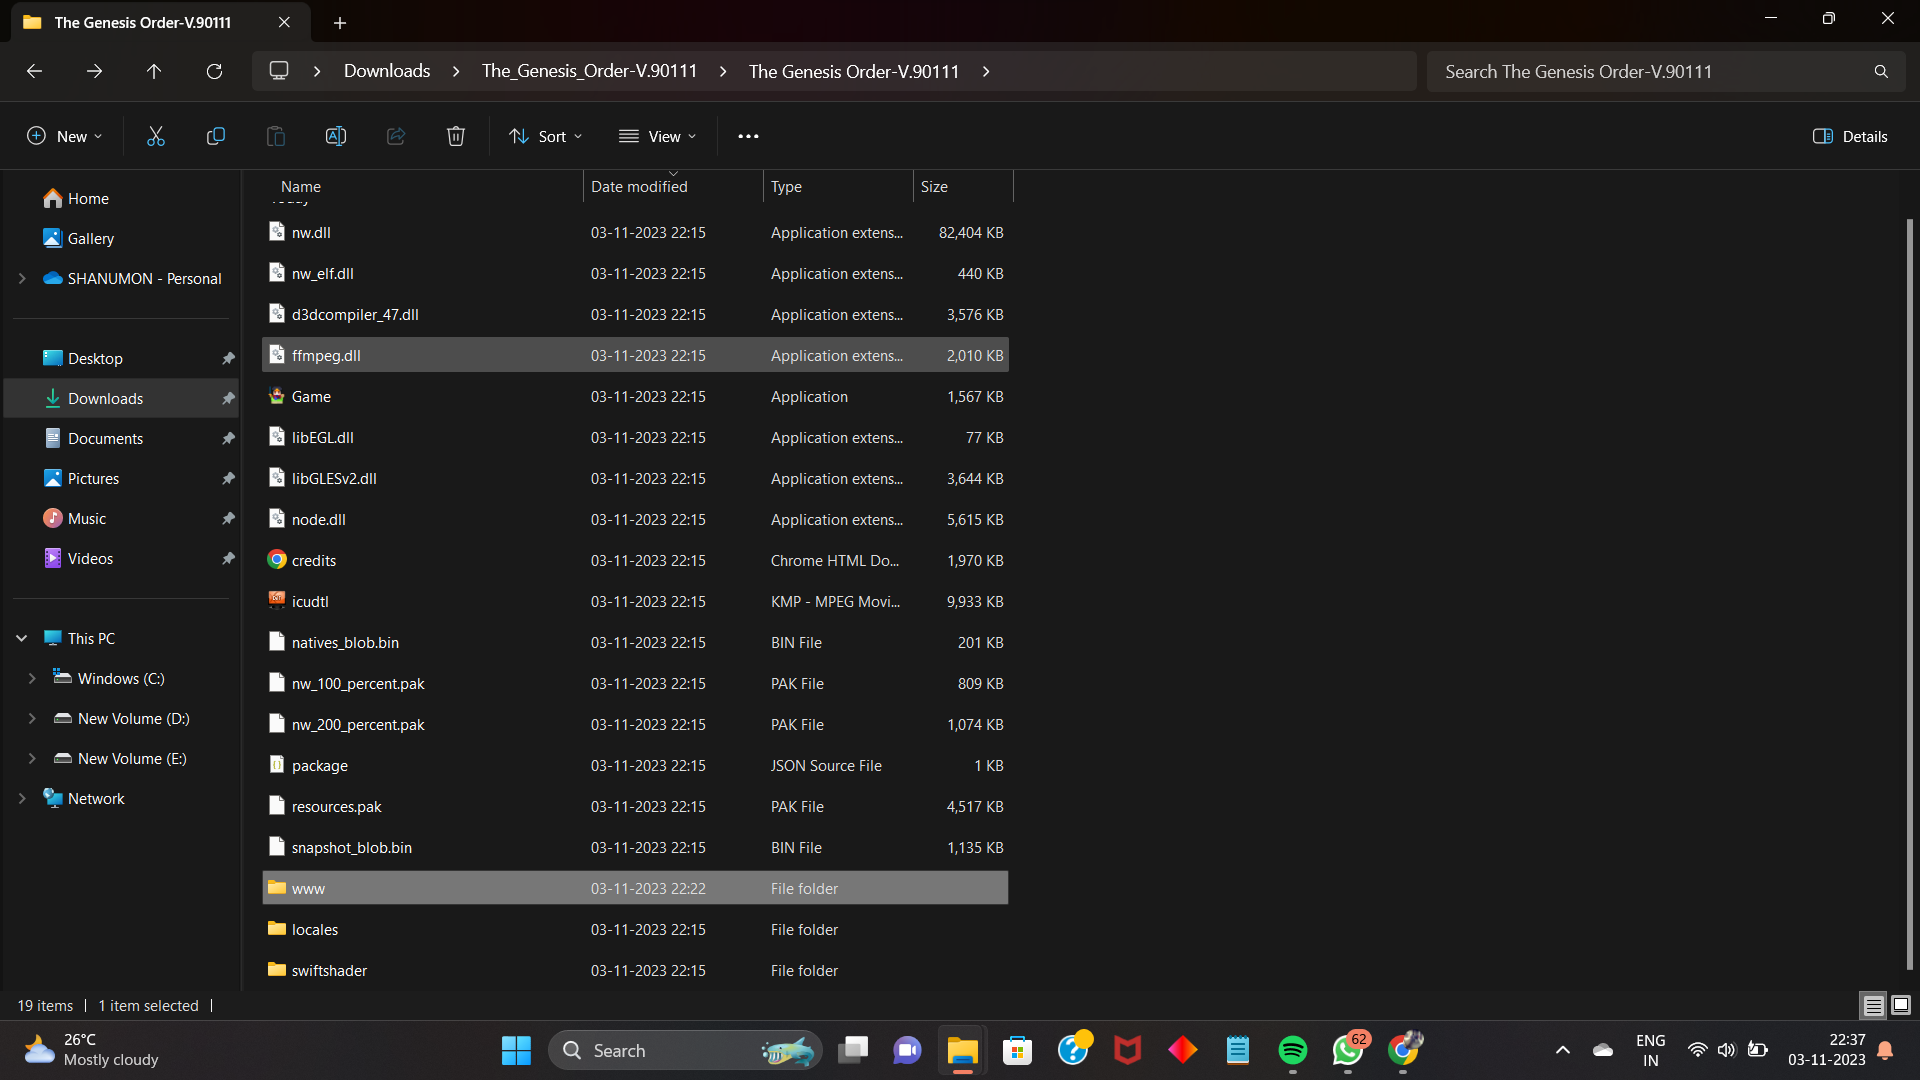 The Genesis Order-V.90111
Downloads The_Genesis_Order-V.90111 The Genesis Order-V.90111 Search The Genesis Order-V.90111
New Sort View Details
Name Date modified Type Size
Today
nw.dll 03-11-2023 22:15 Application extens... 82,404 KB
nw_elf.dll 03-11-2023 22:15 Application extens... 440 KB
d3dcompiler_47.dll 03-11-2023 22:15 Application extens... 3,576 KB
ffmpeg.dll 03-11-2023 22:15 Application extens... 2,010 KB
Game 03-11-2023 22:15 Application 1,567 KB
libEGL.dll 03-11-2023 22:15 Application extens... 77 KB
libGLESv2.dll 03-11-2023 22:15 Application extens... 3,644 KB
node.dll 03-11-2023 22:15 Application extens... 5,615 KB
credits 03-11-2023 22:15 Chrome HTML Do... 1,970 KB
icudtl 03-11-2023 22:15 KMP - MPEG Movi... 9,933 KB
natives_blob.bin 03-11-2023 22:15 BIN File 201 KB
nw_100_percent.pak 03-11-2023 22:15 PAK File 809 KB
nw_200_percent.pak 03-11-2023 22:15 PAK File 1,074 KB
package 03-11-2023 22:15 JSON Source File 1 KB
resources.pak 03-11-2023 22:15 PAK File 4,517 KB
snapshot_blob.bin 03-11-2023 22:15 BIN File 1,135 KB
www 03-11-2023 22:22 File folder
locales 03-11-2023 22:15 File folder
swiftshader 03-11-2023 22:15 File folder
Home
Gallery
SHANUMON - Personal
Desktop
Downloads
Documents
Pictures
Music
Videos
This PC
Windows (C:)
New Volume (D:)
New Volume (E:)
Network
19 items 1 item selected
26°C
Mostly cloudy
Search
62
ENG
IN
22:37
03-11-2023